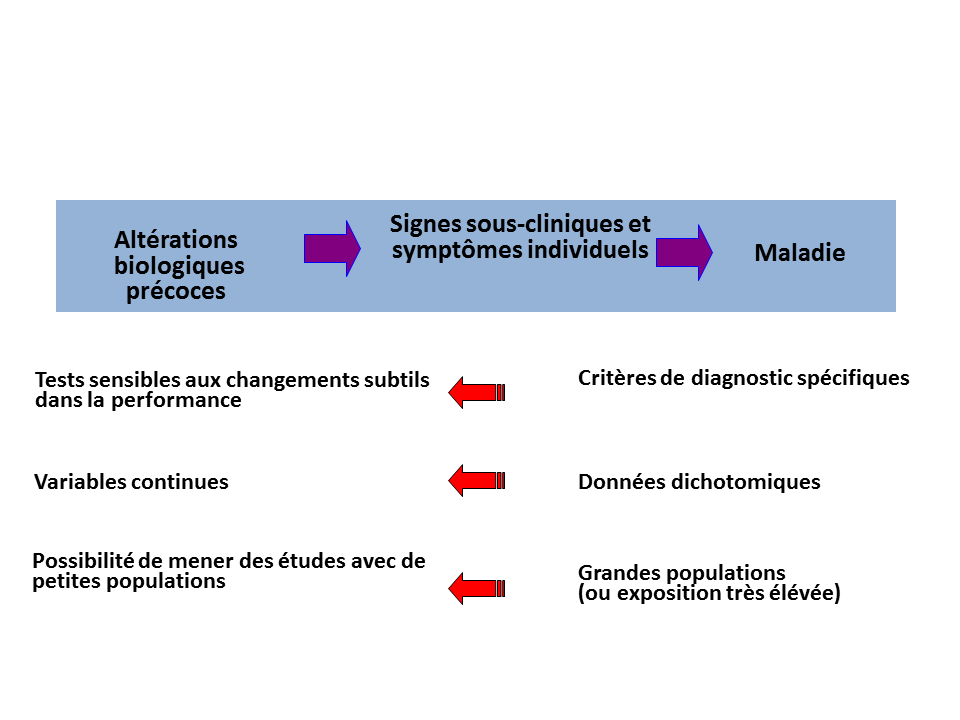 Altérations
biologiques
précoces
Signes sous-cliniques et
symptômes individuels
Maladie
Tests sensibles aux changements subtils
dans la performance
Critères de diagnostic spécifiques
Variables continues
Données dichotomiques
Possibilité de mener des études avec de
petites populations
Grandes populations
(ou exposition très élévée)